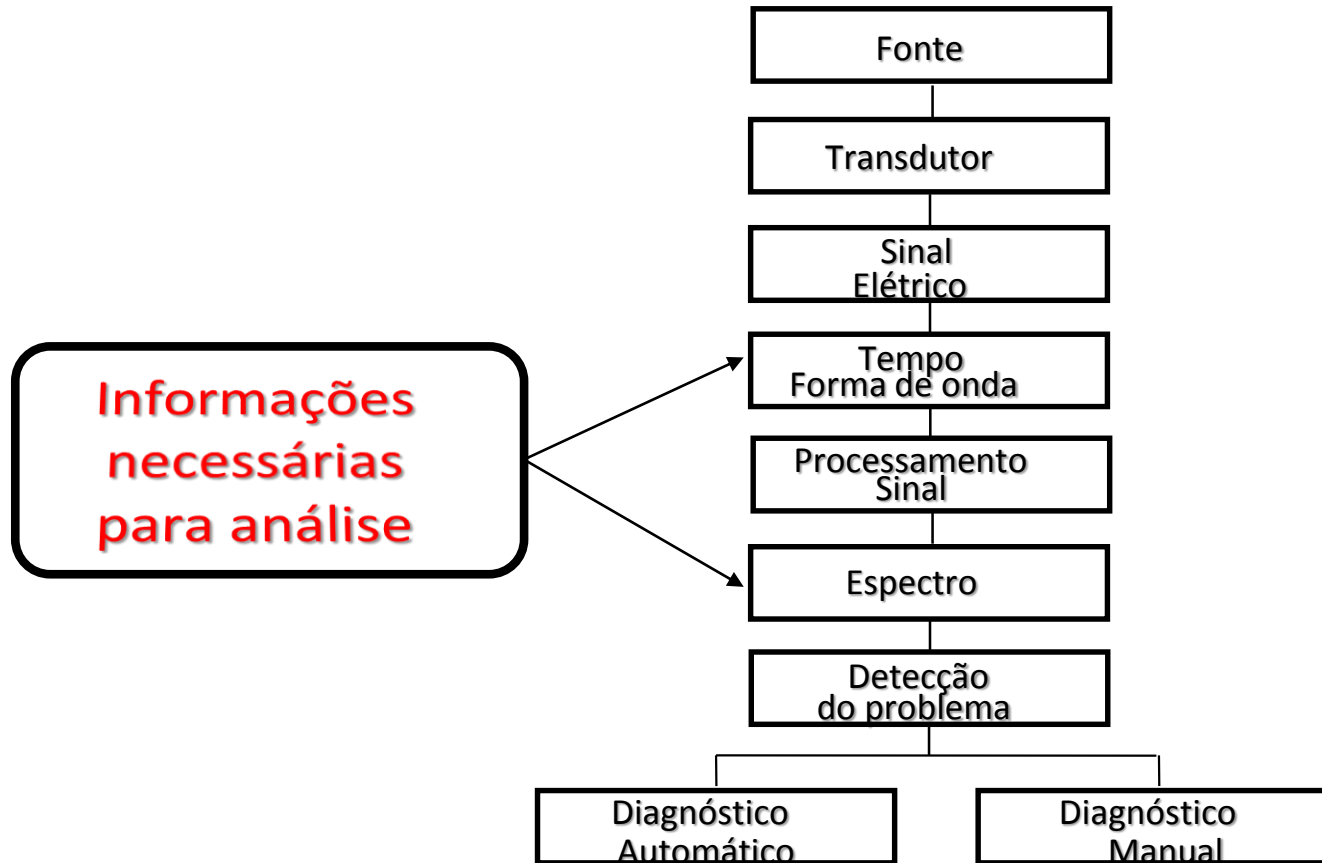 Fonte
Transdutor
Sinal
Elétrico
Tempo
Forma de onda
Processamento
Sinal
Espectro
Detecção
do problema
Diagnóstico
Automático
Diagnóstico
Manual
Informações
necessárias
para análise